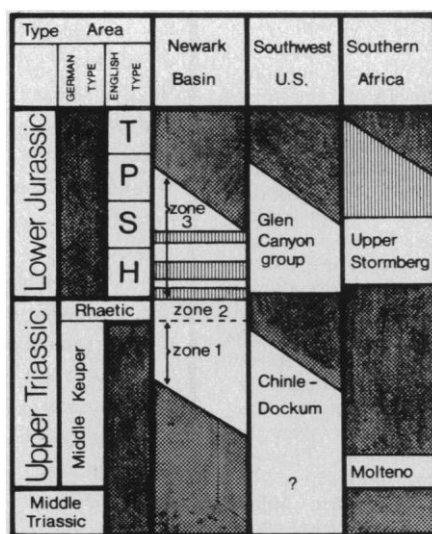 Type Area
GERMAN TYPE
ENGLISH TYPE
Newark
Basin
Southwest
U.S.
Southern
Africa
Lower Jurassic
T
P
S
H
zone
3
Glen
Canyon
group
Upper
Stormberg
Upper Triassic
Rhaetic
Middle Keuper
zone 2
zone 1
Chinle –
Dockum
?
Molteno
Middle
Triassic